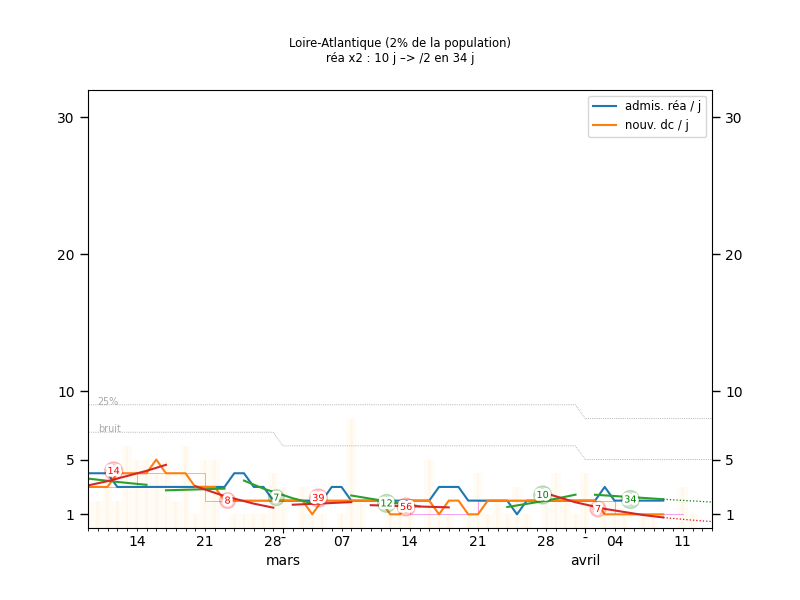 Loire-Atlantique (2% de la population)
réa x2 : 10 j –> /2 en 34 j
admis. réa / j
nouv. dc / j
30 30
20 20
10 10
5 5
1 1
25%
bruit
14 8 7 39 12 56 10 7 34
14 21 28 07 14 21 28 04 11
mars avril